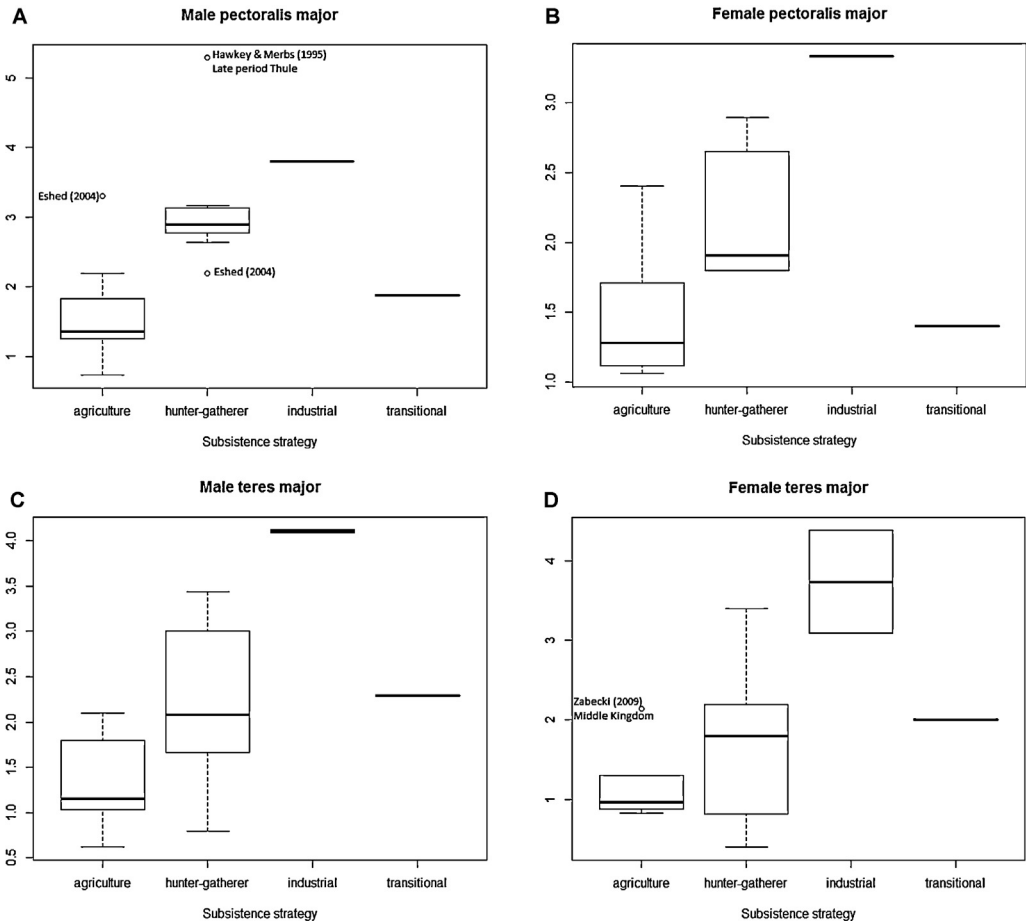 A
Male pectoralis major
5
4
3
2
1
Hawkey & Merbs (1995)
Late period Thule
Eshed (2004)
Eshed (2004)
agriculture
hunter-gatherer
industrial
transitional
Subsistence strategy
B
Female pectoralis major
3.0
2.5
2.0
1.5
1.0
agriculture
hunter-gatherer
industrial
transitional
Subsistence strategy
C
Male teres major
4.0
3.5
3.0
2.5
2.0
1.5
1.0
0.5
agriculture
hunter-gatherer
industrial
transitional
Subsistence strategy
D
Female teres major
4
3
2
1
Zabecki (2009)
Middle Kingdom
agriculture
hunter-gatherer
industrial
transitional
Subsistence strategy